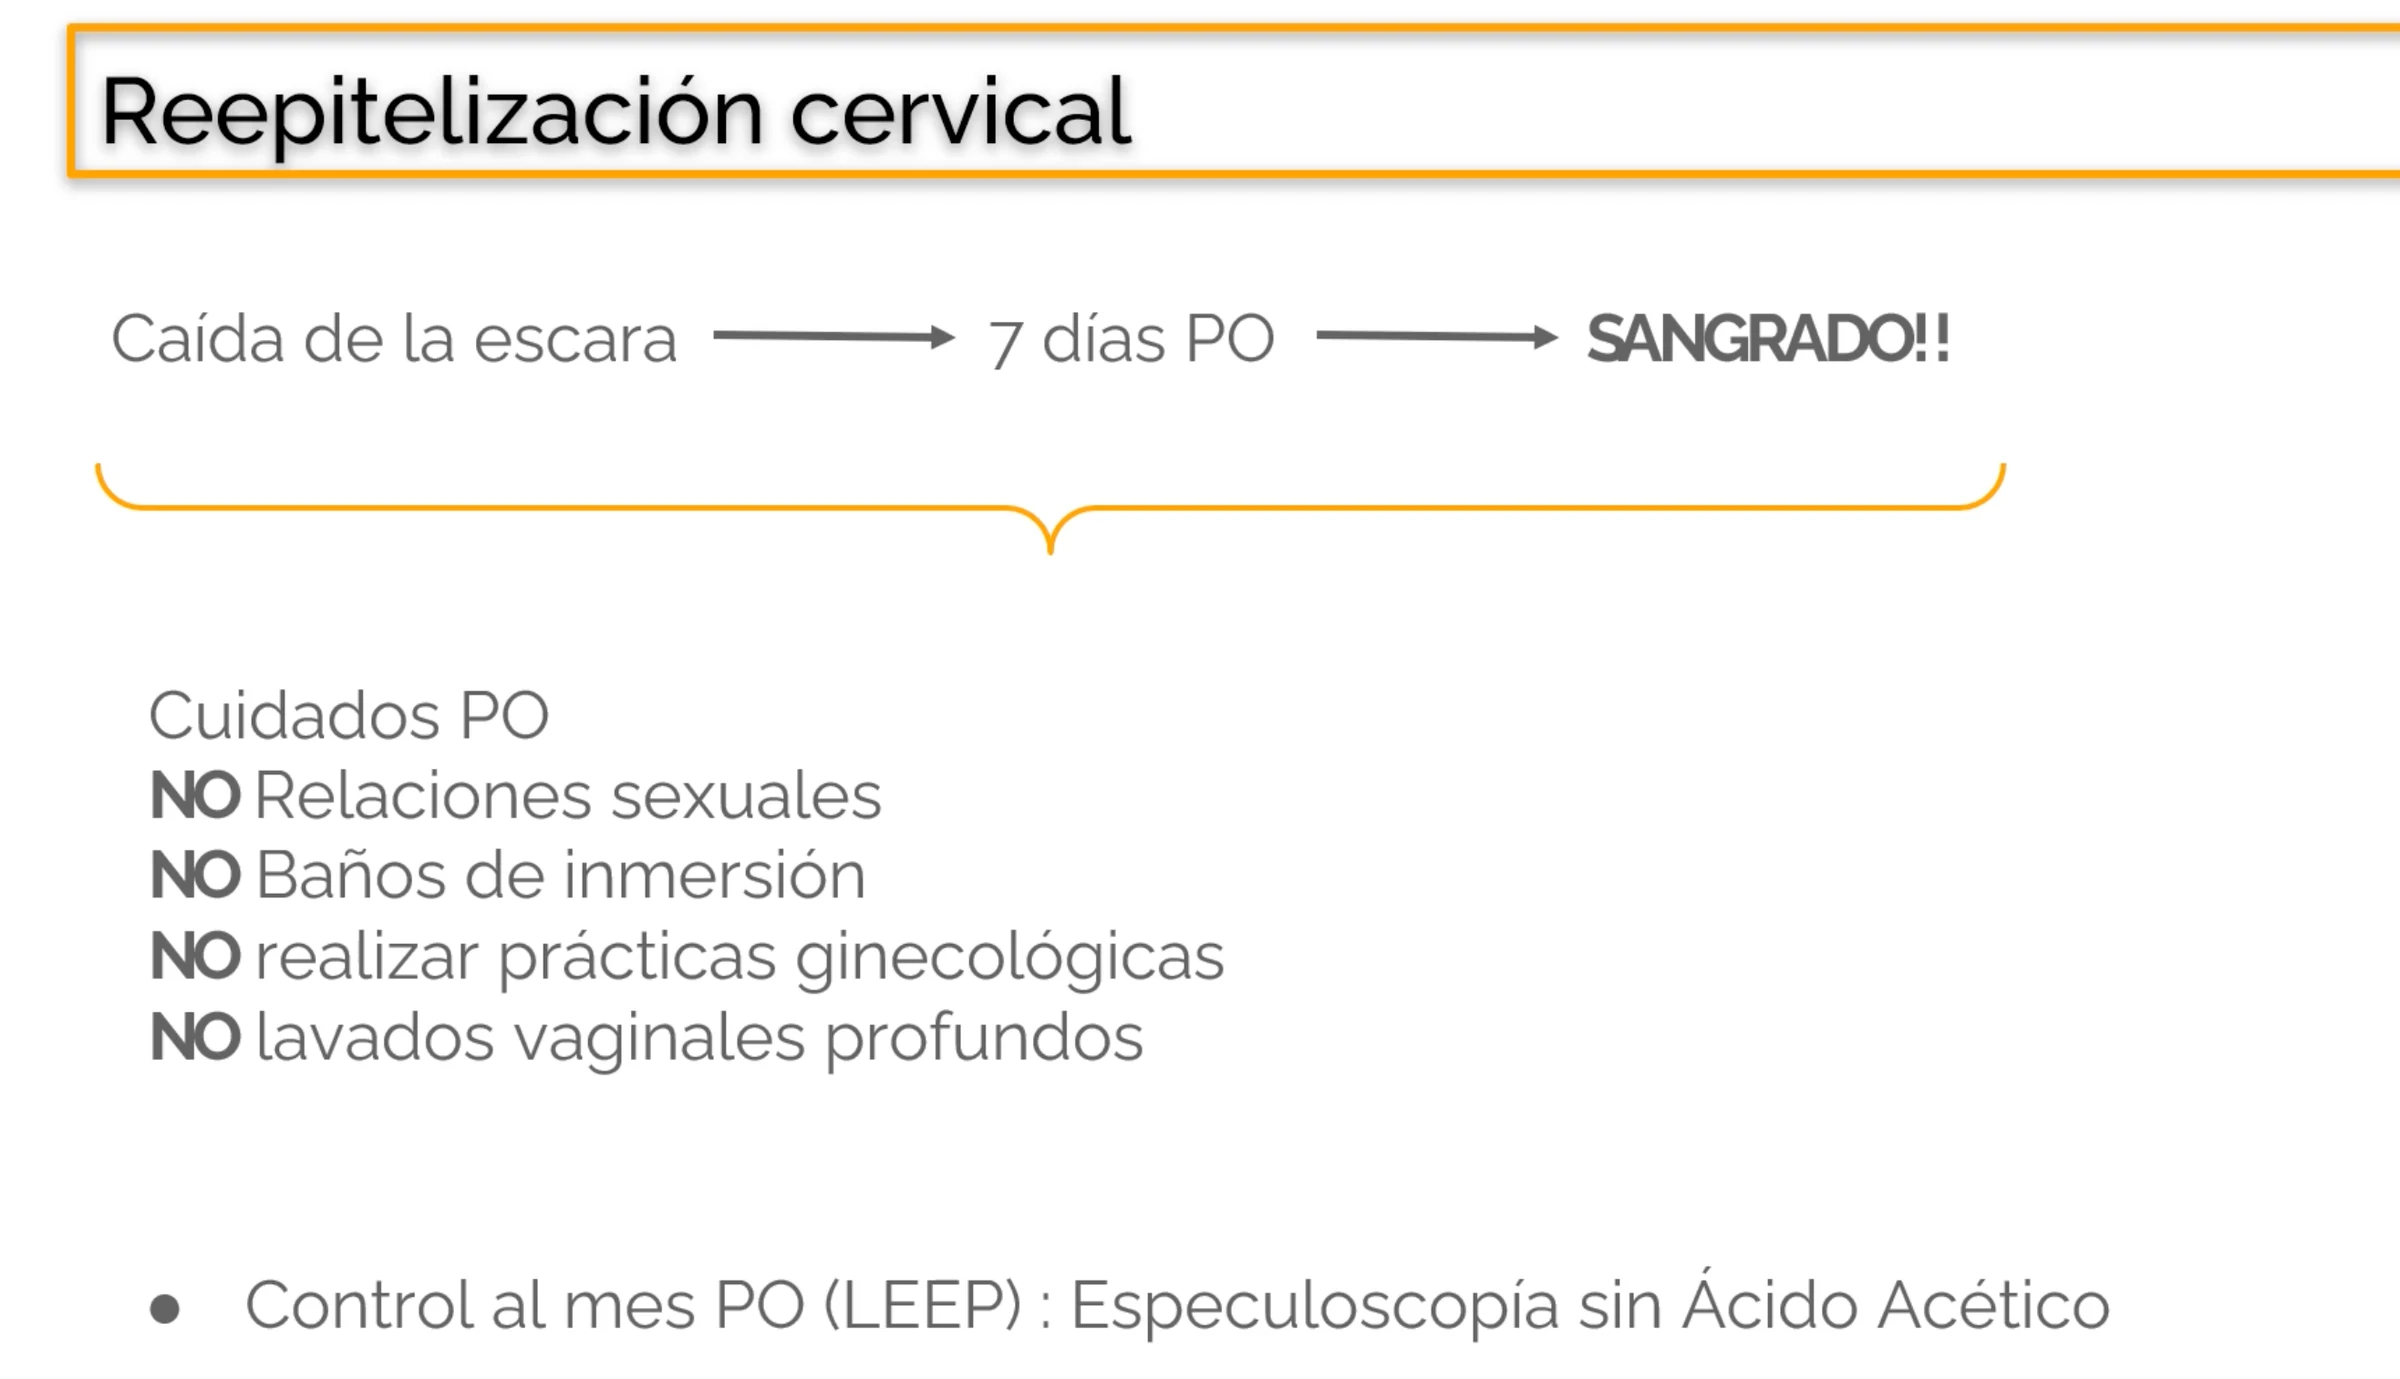 Reepitelización cervical
Caída de la escara 7 días PO SANGRADO!!
Cuidados PO
NO Relaciones sexuales
NO Baños de inmersión
NO realizar prácticas ginecológicas
NO lavados vaginales profundos
● Control al mes PO (LEEP) : Especuloscopía sin Ácido Acético